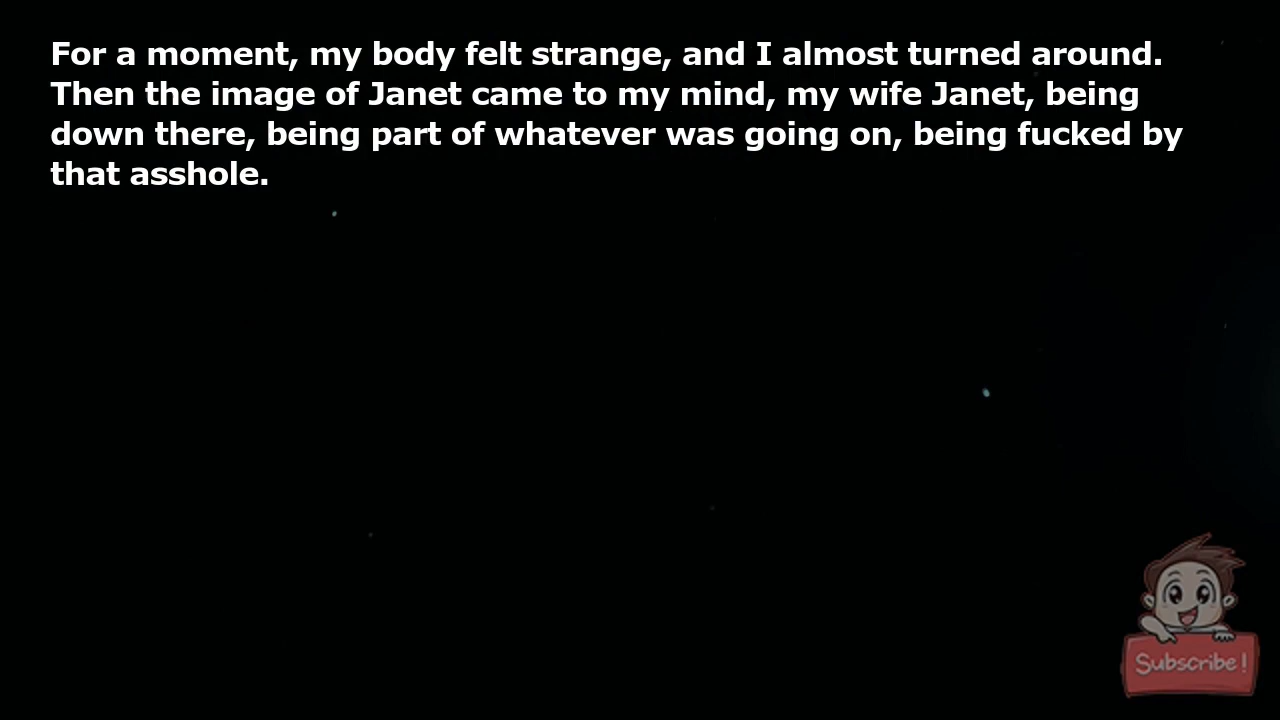 For a moment, my body felt strange, and I almost turned around.
Then the image of Janet came to my mind, my wife Janet, being
down there, being part of whatever was going on, being fucked by
that asshole.
Subscribe!